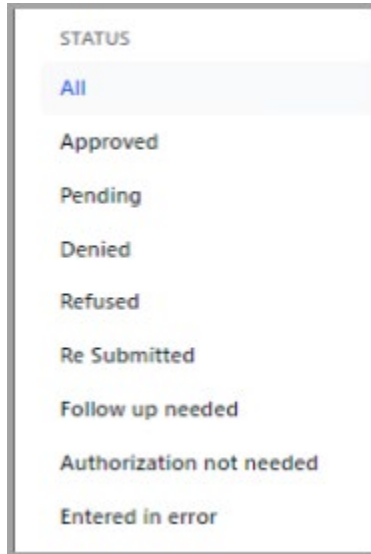 STATUS
All
Approved
Pending
Denied
Refused
Re Submitted
Follow up needed
Authorization not needed
Entered in error